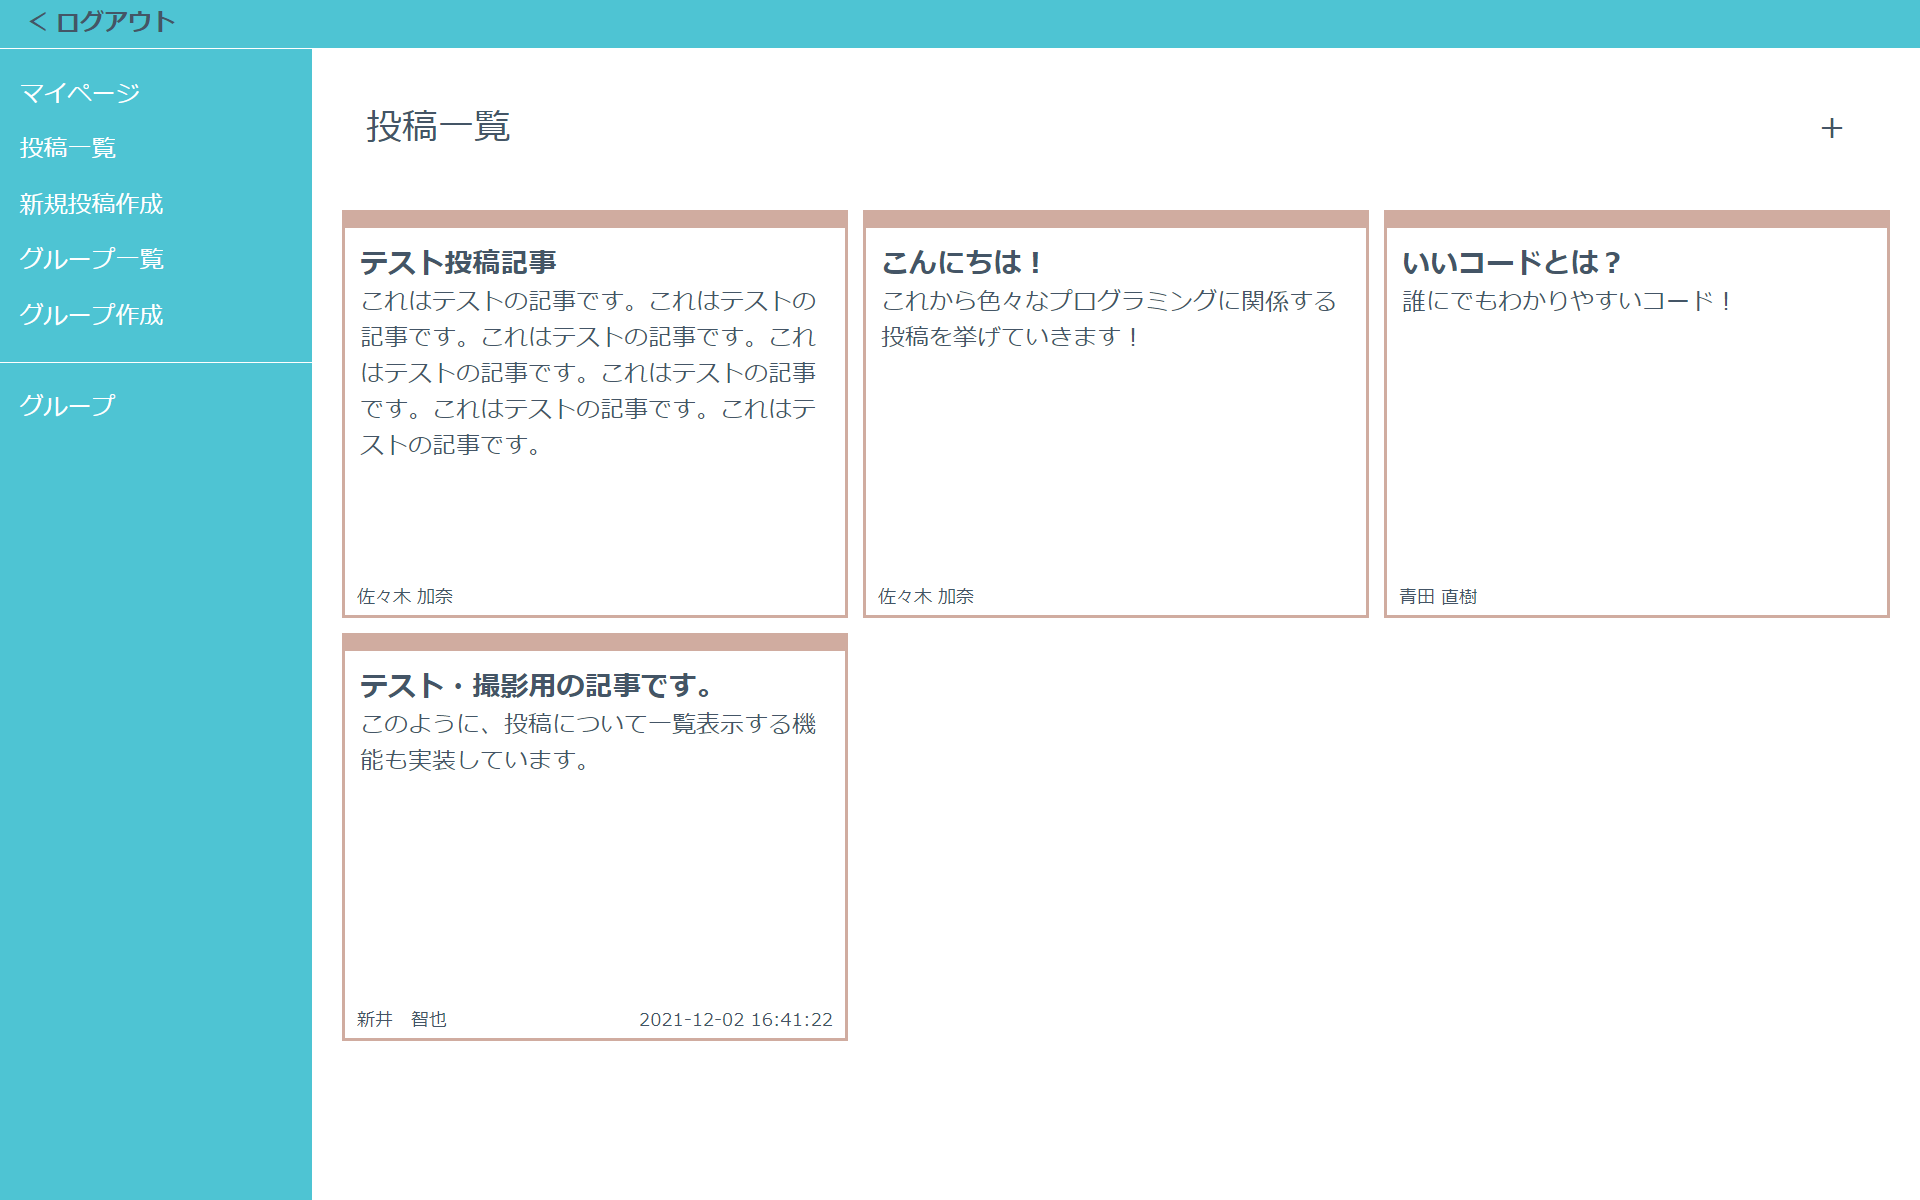 < ログアウト
マイページ
投稿一覧
新規投稿作成
グループ一覧
グループ作成
グループ
投稿一覧
+
テスト投稿記事
これはテストの記事です。これはテストの
記事です。これはテストの記事です。これ
はテストの記事です。これはテストの記事
です。これはテストの記事です。これはテ
ストの記事です。
佐々木 加奈
こんにちは！
これから色々なプログラミングに関係する
投稿を挙げていきます！
佐々木 加奈
いいコードとは？
誰にでもわかりやすいコード！
青田 直樹
テスト・撮影用の記事です。
このように、投稿について一覧表示する機
能も実装しています。
新井　智也 2021-12-02 16:41:22